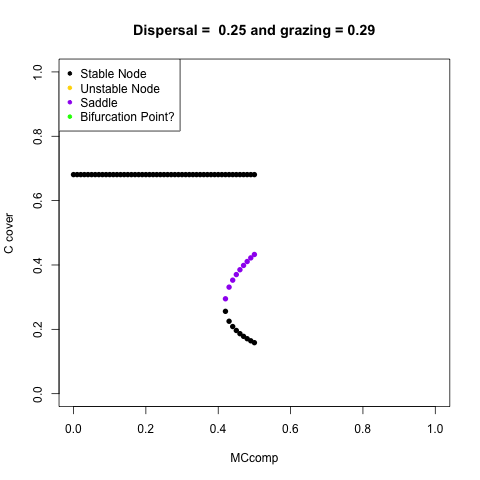 Dispersal =  0.25 and grazing = 0.29
Stable Node
Unstable Node
Saddle
Bifurcation Point?
1.0
0.8
0.6
0.4
0.2
0.0
C cover
0.0 0.2 0.4 0.6 0.8 1.0
MCcomp